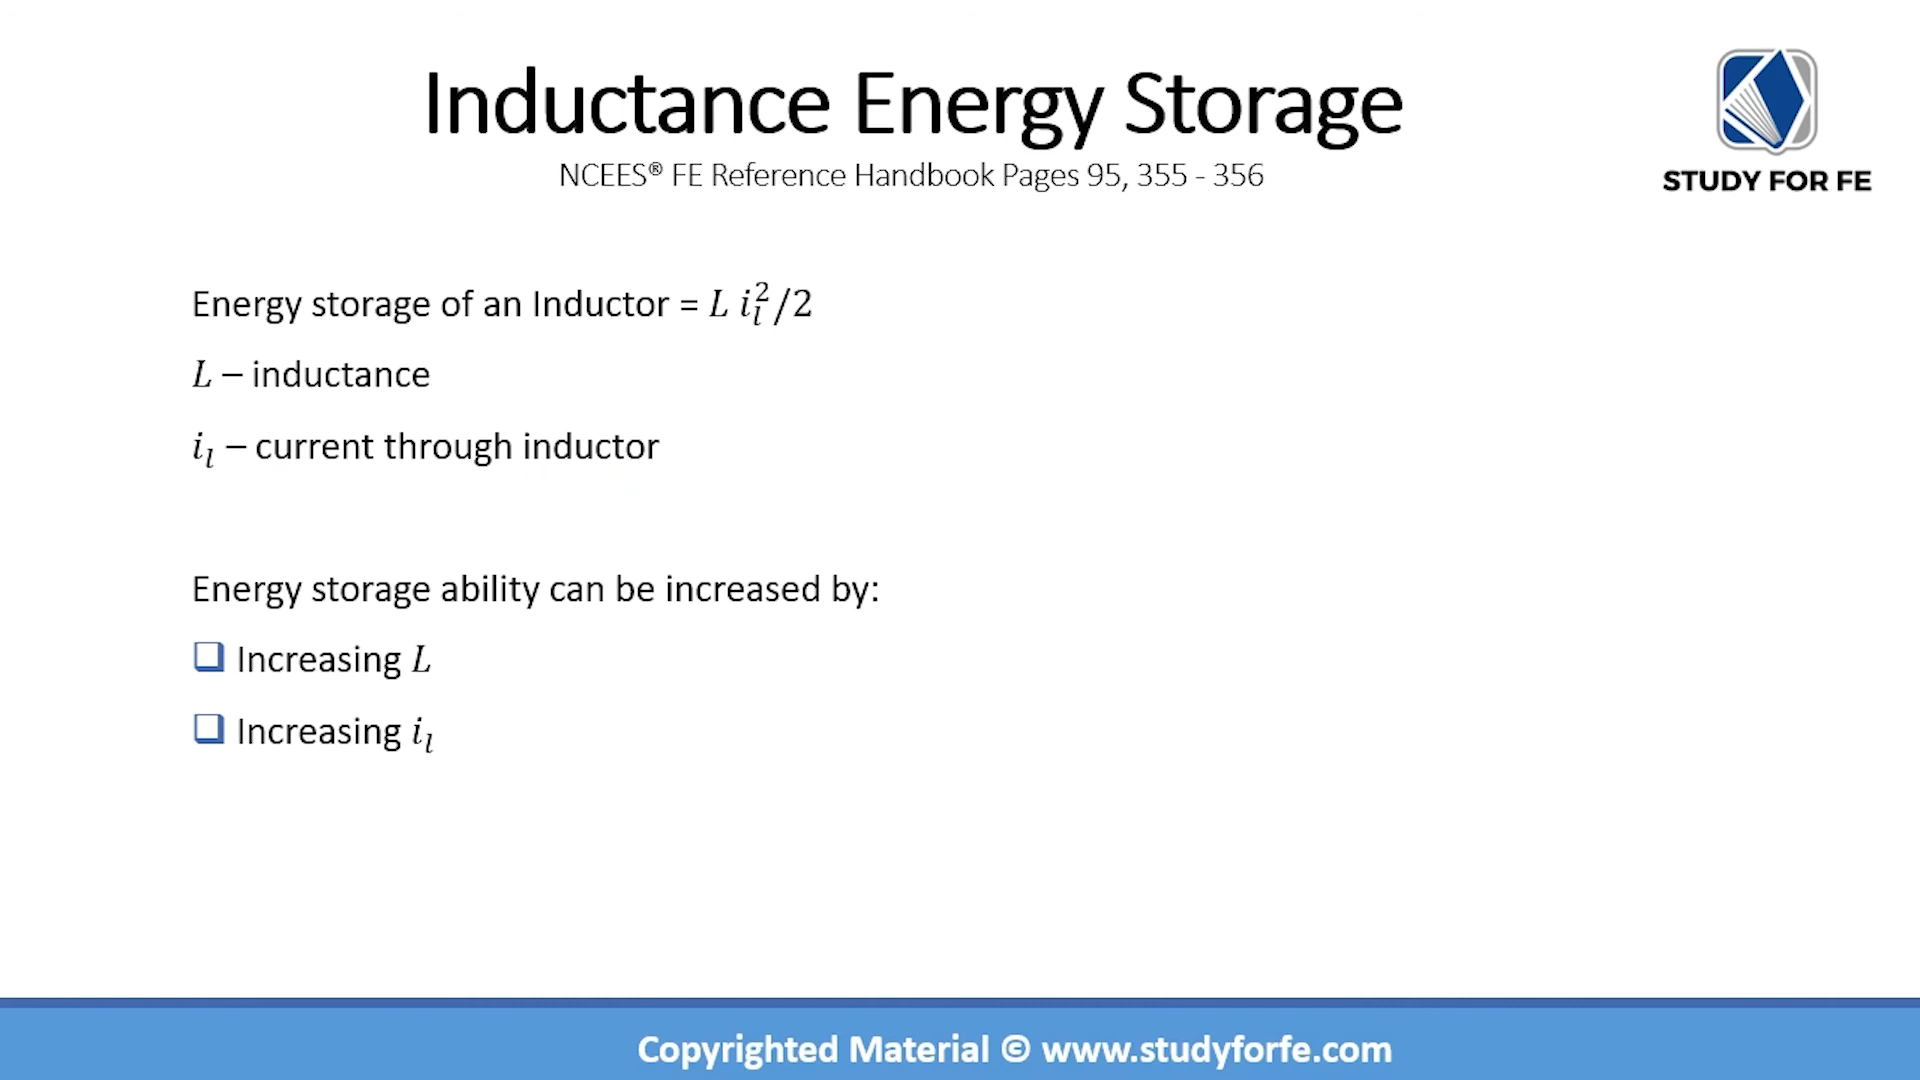 Inductance Energy Storage
NCEES® FE Reference Handbook Pages 95, 355 - 356
STUDY FOR FE
Energy storage of an Inductor = $L \, i_l^2/2$
$L$ – inductance
$i_l$ – current through inductor
Energy storage ability can be increased by:
❑ Increasing $L$
❑ Increasing $i_l$
Copyrighted Material © www.studyforfe.com